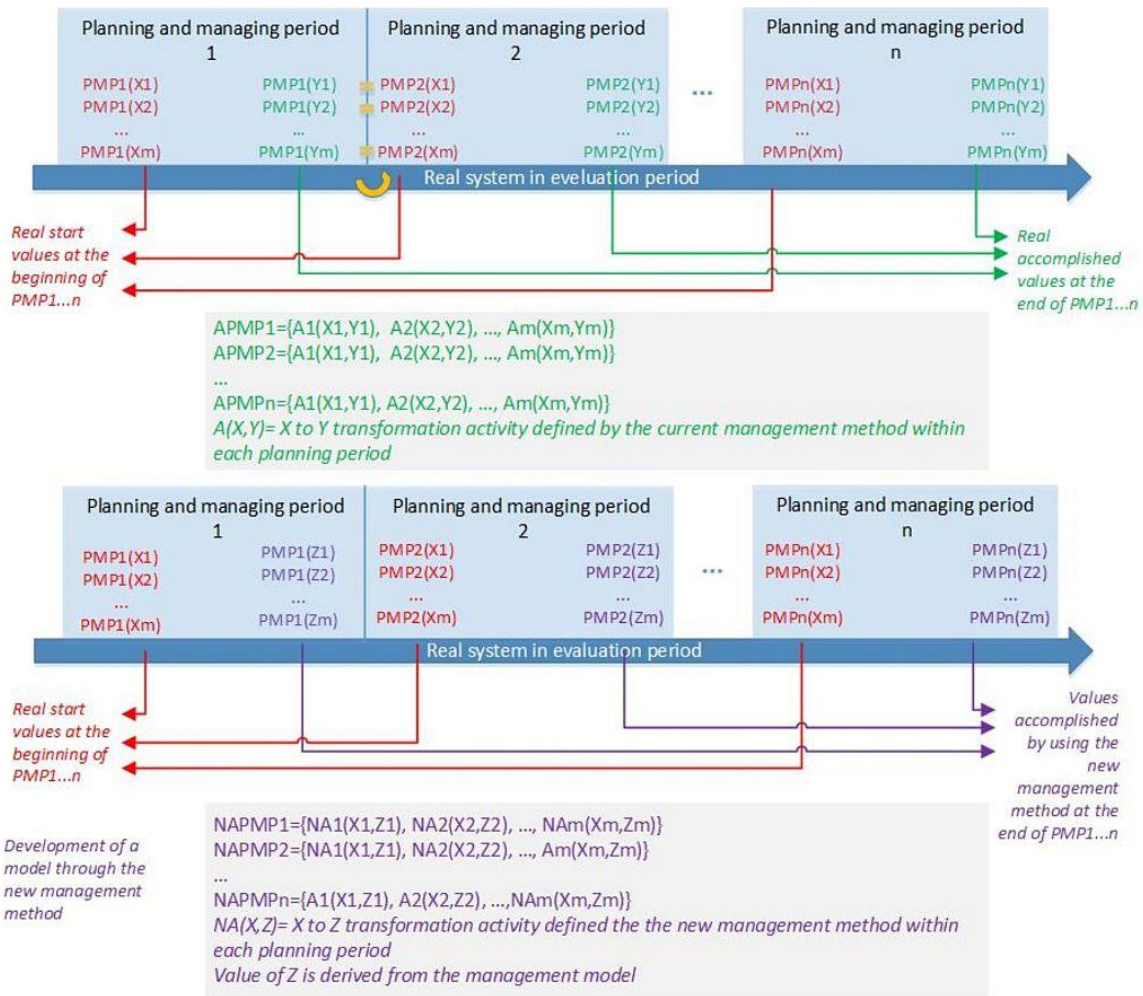 Planning and managing period
1
Planning and managing period
2
Planning and managing period
n
PMP1(X1) PMP1(Y1) = PMP2(X1) PMP2(Y1) PMPn(X1) PMPn(Y1)
PMP1(X2) PMP1(Y2) = PMP2(X2) PMP2(Y2) ... PMPn(X2) PMPn(Y2)
... ... ... ... ... ...
PMP1(Xm) PMP1(Ym) = PMP2(Xm) PMP2(Ym) PMPn(Xm) PMPn(Ym)
Real system in eveluation period
Real start
values at the
beginning of
PMP1...n
Real
accomplished
values at the
end of PMP1...n
APMP1={A1(X1,Y1), A2(X2,Y2), ..., Am(Xm,Ym)}
APMP2={A1(X1,Y1), A2(X2,Y2), ..., Am(Xm,Ym)}
...
APMPn={A1(X1,Y1), A2(X2,Y2), ..., Am(Xm,Ym)}
A(X,Y)= X to Y transformation activity defined by the current management method within
each planning period
Planning and managing period
1
Planning and managing period
2
Planning and managing period
n
PMP1(X1) PMP1(Z1) PMP2(X1) PMP2(Z1) PMPn(X1) PMPn(Z1)
PMP1(X2) PMP1(Z2) PMP2(X2) PMP2(Z2) ... PMPn(X2) PMPn(Z2)
... ... ... ... ... ...
PMP1(Xm) PMP1(Zm) PMP2(Xm) PMP2(Zm) PMPn(Xm) PMPn(Zm)
Real system in evaluation period
Real start
values at the
beginning of
PMP1...n
Values
accomplished
by using the
new
management
method at the
end of PMP1...n
Development of a
model through the
new management
method
NAPMP1={NA1(X1,Z1), NA2(X2,Z2), ..., NAm(Xm,Zm)}
NAPMP2={NA1(X1,Z1), NA2(X2,Z2), ..., Am(Xm,Zm)}
...
NAPMPn={A1(X1,Z1), A2(X2,Z2), ...,NAm(Xm,Zm)}
NA(X,Z)= X to Z transformation activity defined the the new management method within
each planning period
Value of Z is derived from the management model